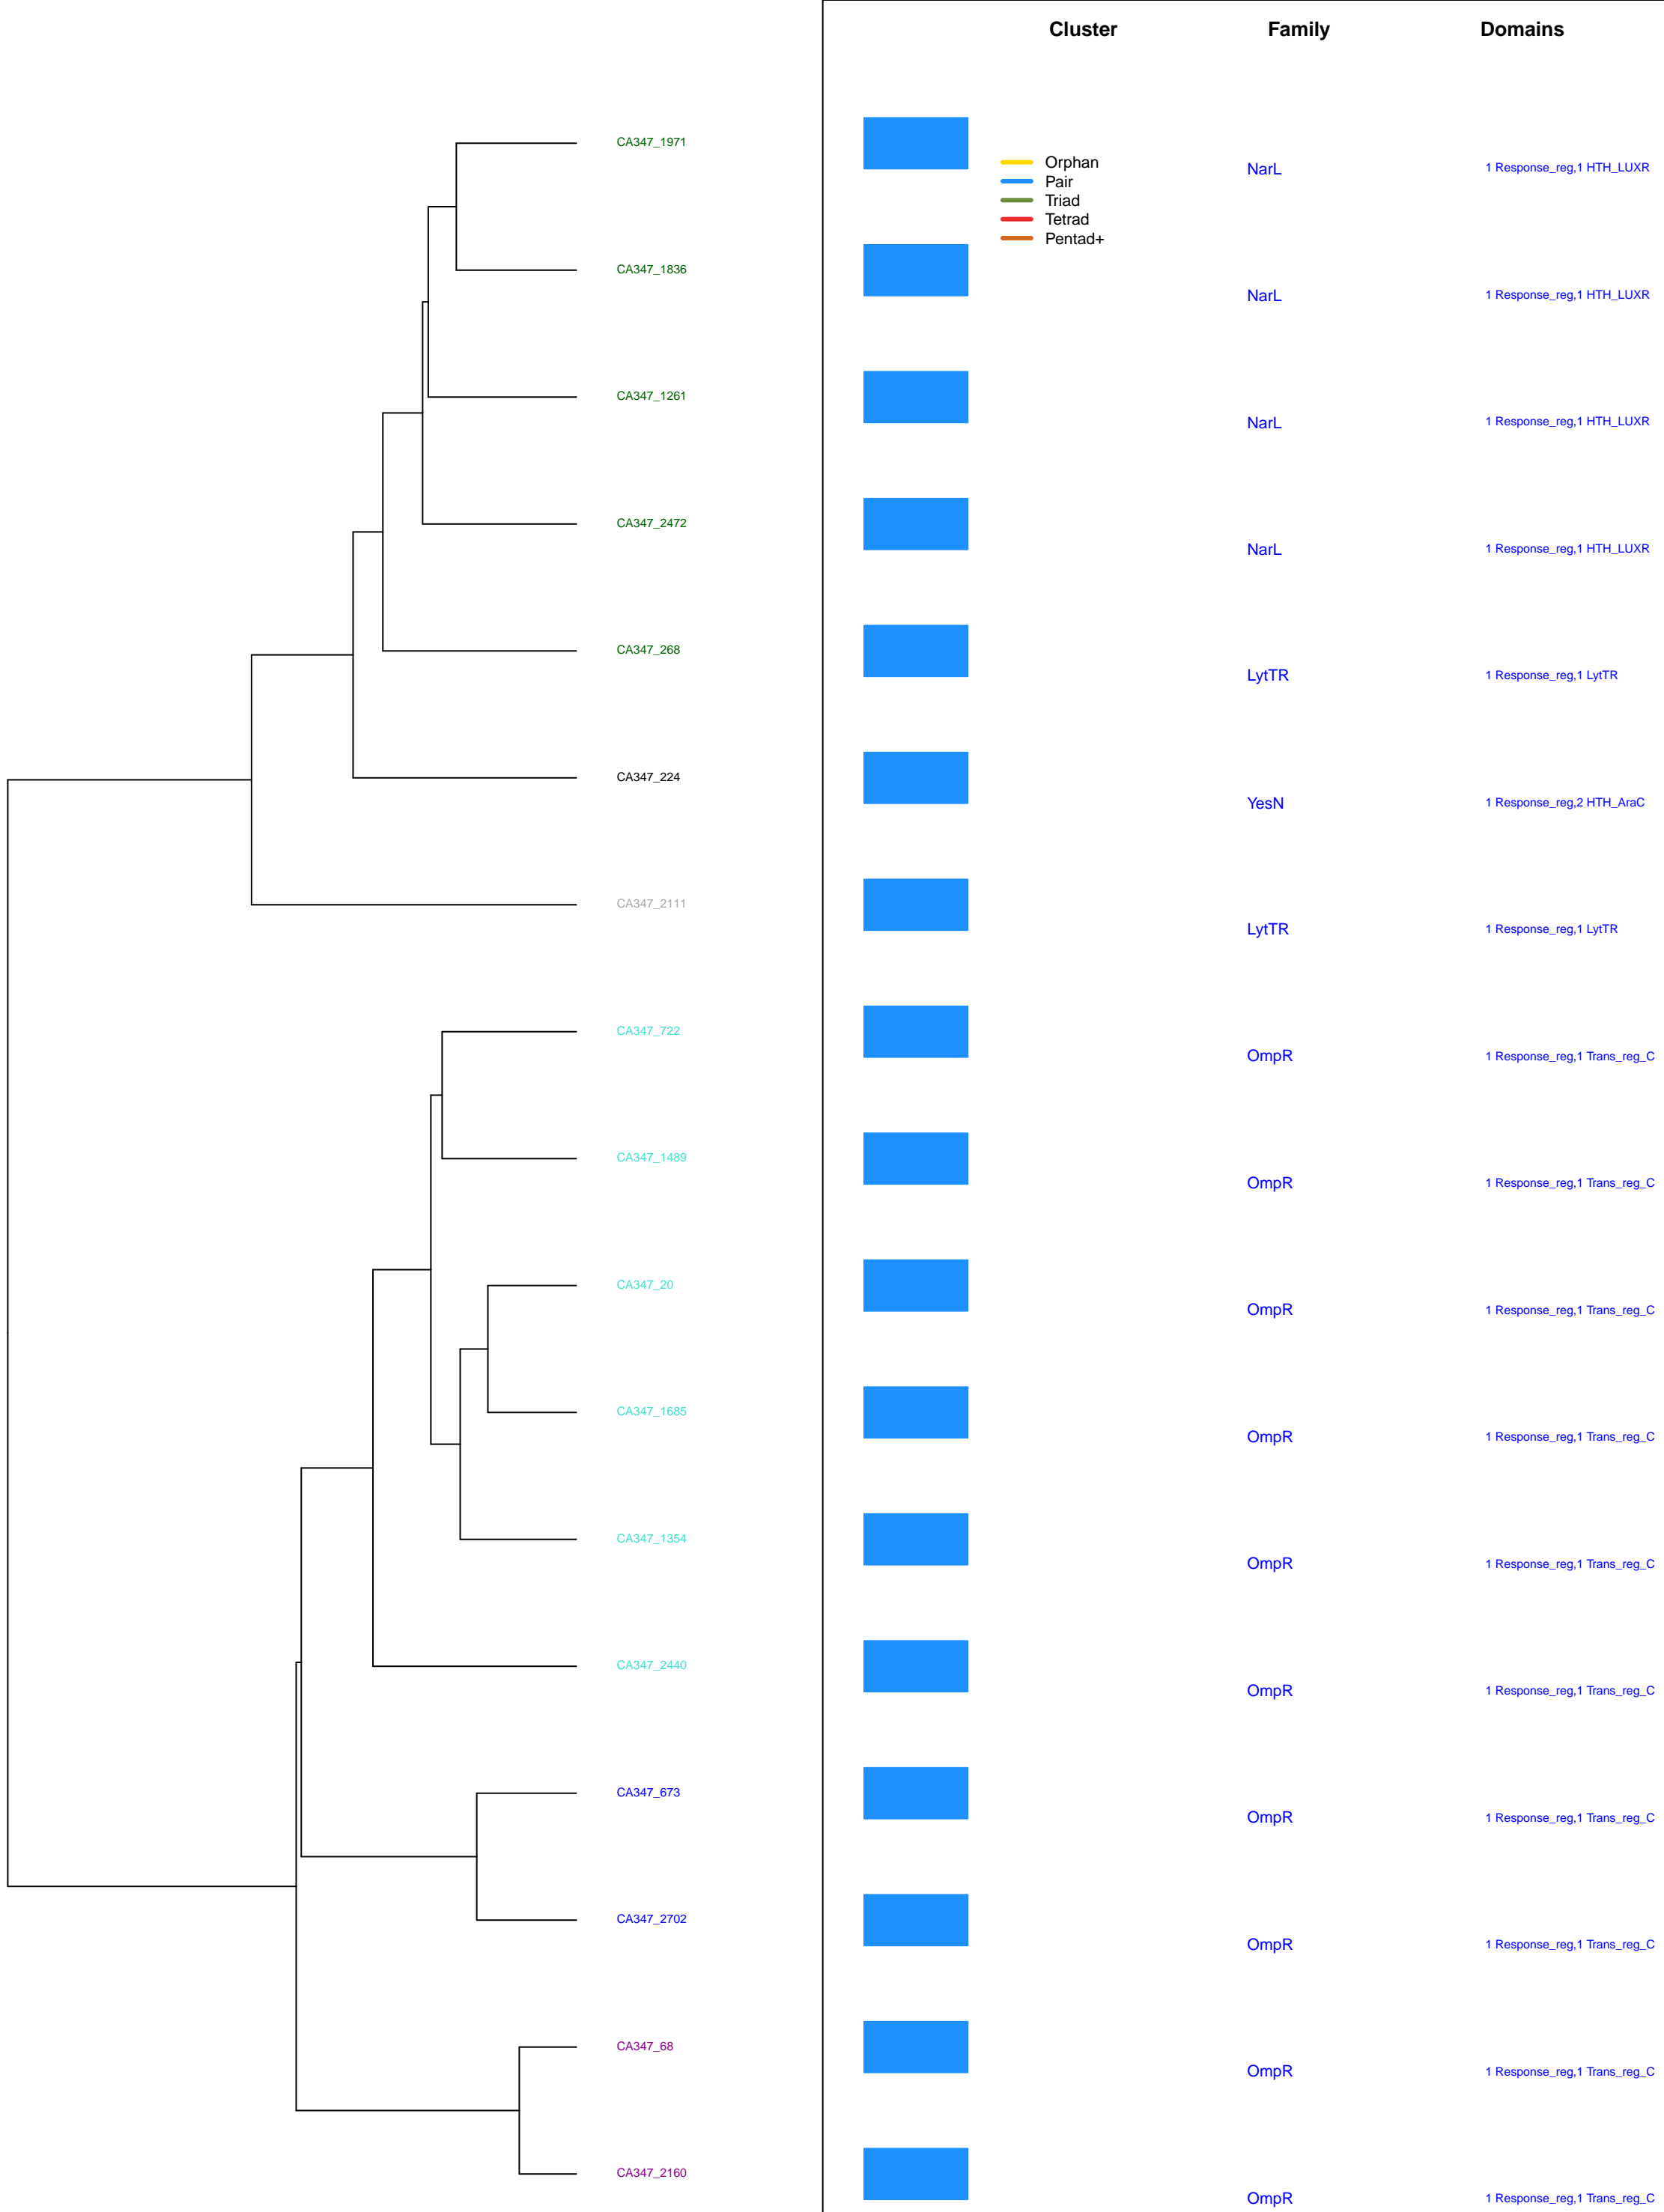 Cluster Family Domains
CA347_1971
Orphan
NarL 1 Response_reg,1 HTH_LUXR
Pair
Triad
Tetrad
Pentad+
CA347_1836
NarL 1 Response_reg,1 HTH_LUXR
CA347_1261
NarL 1 Response_reg,1 HTH_LUXR
CA347_2472
NarL 1 Response_reg,1 HTH_LUXR
CA347_268
LytTR 1 Response_reg,1 LytTR
CA347_224
YesN 1 Response_reg,2 HTH_AraC
CA347_2111
LytTR 1 Response_reg,1 LytTR
CA347_722
OmpR 1 Response_reg,1 Trans_reg_C
CA347_1489
OmpR 1 Response_reg,1 Trans_reg_C
CA347_20
OmpR 1 Response_reg,1 Trans_reg_C
CA347_1685
OmpR 1 Response_reg,1 Trans_reg_C
CA347_1354
OmpR 1 Response_reg,1 Trans_reg_C
CA347_2440
OmpR 1 Response_reg,1 Trans_reg_C
CA347_673
OmpR 1 Response_reg,1 Trans_reg_C
CA347_2702
OmpR 1 Response_reg,1 Trans_reg_C
CA347_68
OmpR 1 Response_reg,1 Trans_reg_C
CA347_2160
OmpR 1 Response_reg,1 Trans_reg_C